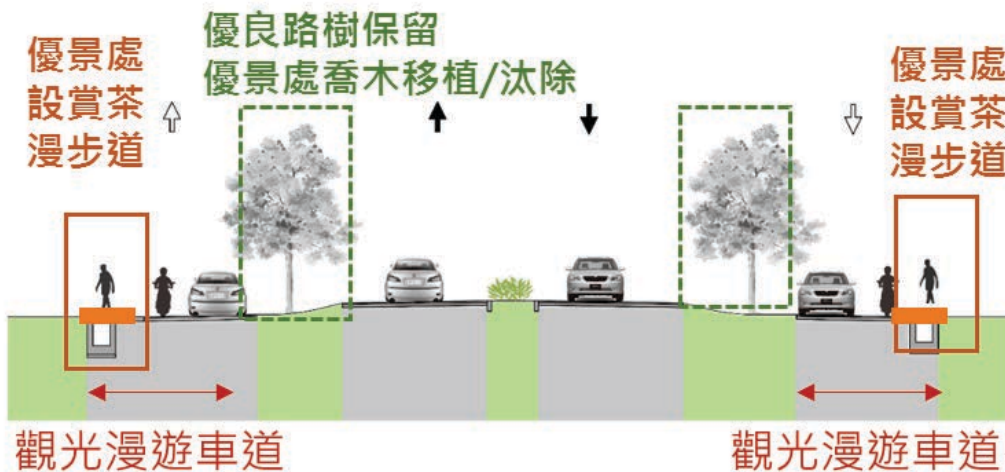 優景處
設賞茶
漫步道
優良路樹保留
優景處喬木移植/汰除
優景處
設賞茶
漫步道
觀光漫遊車道
觀光漫遊車道